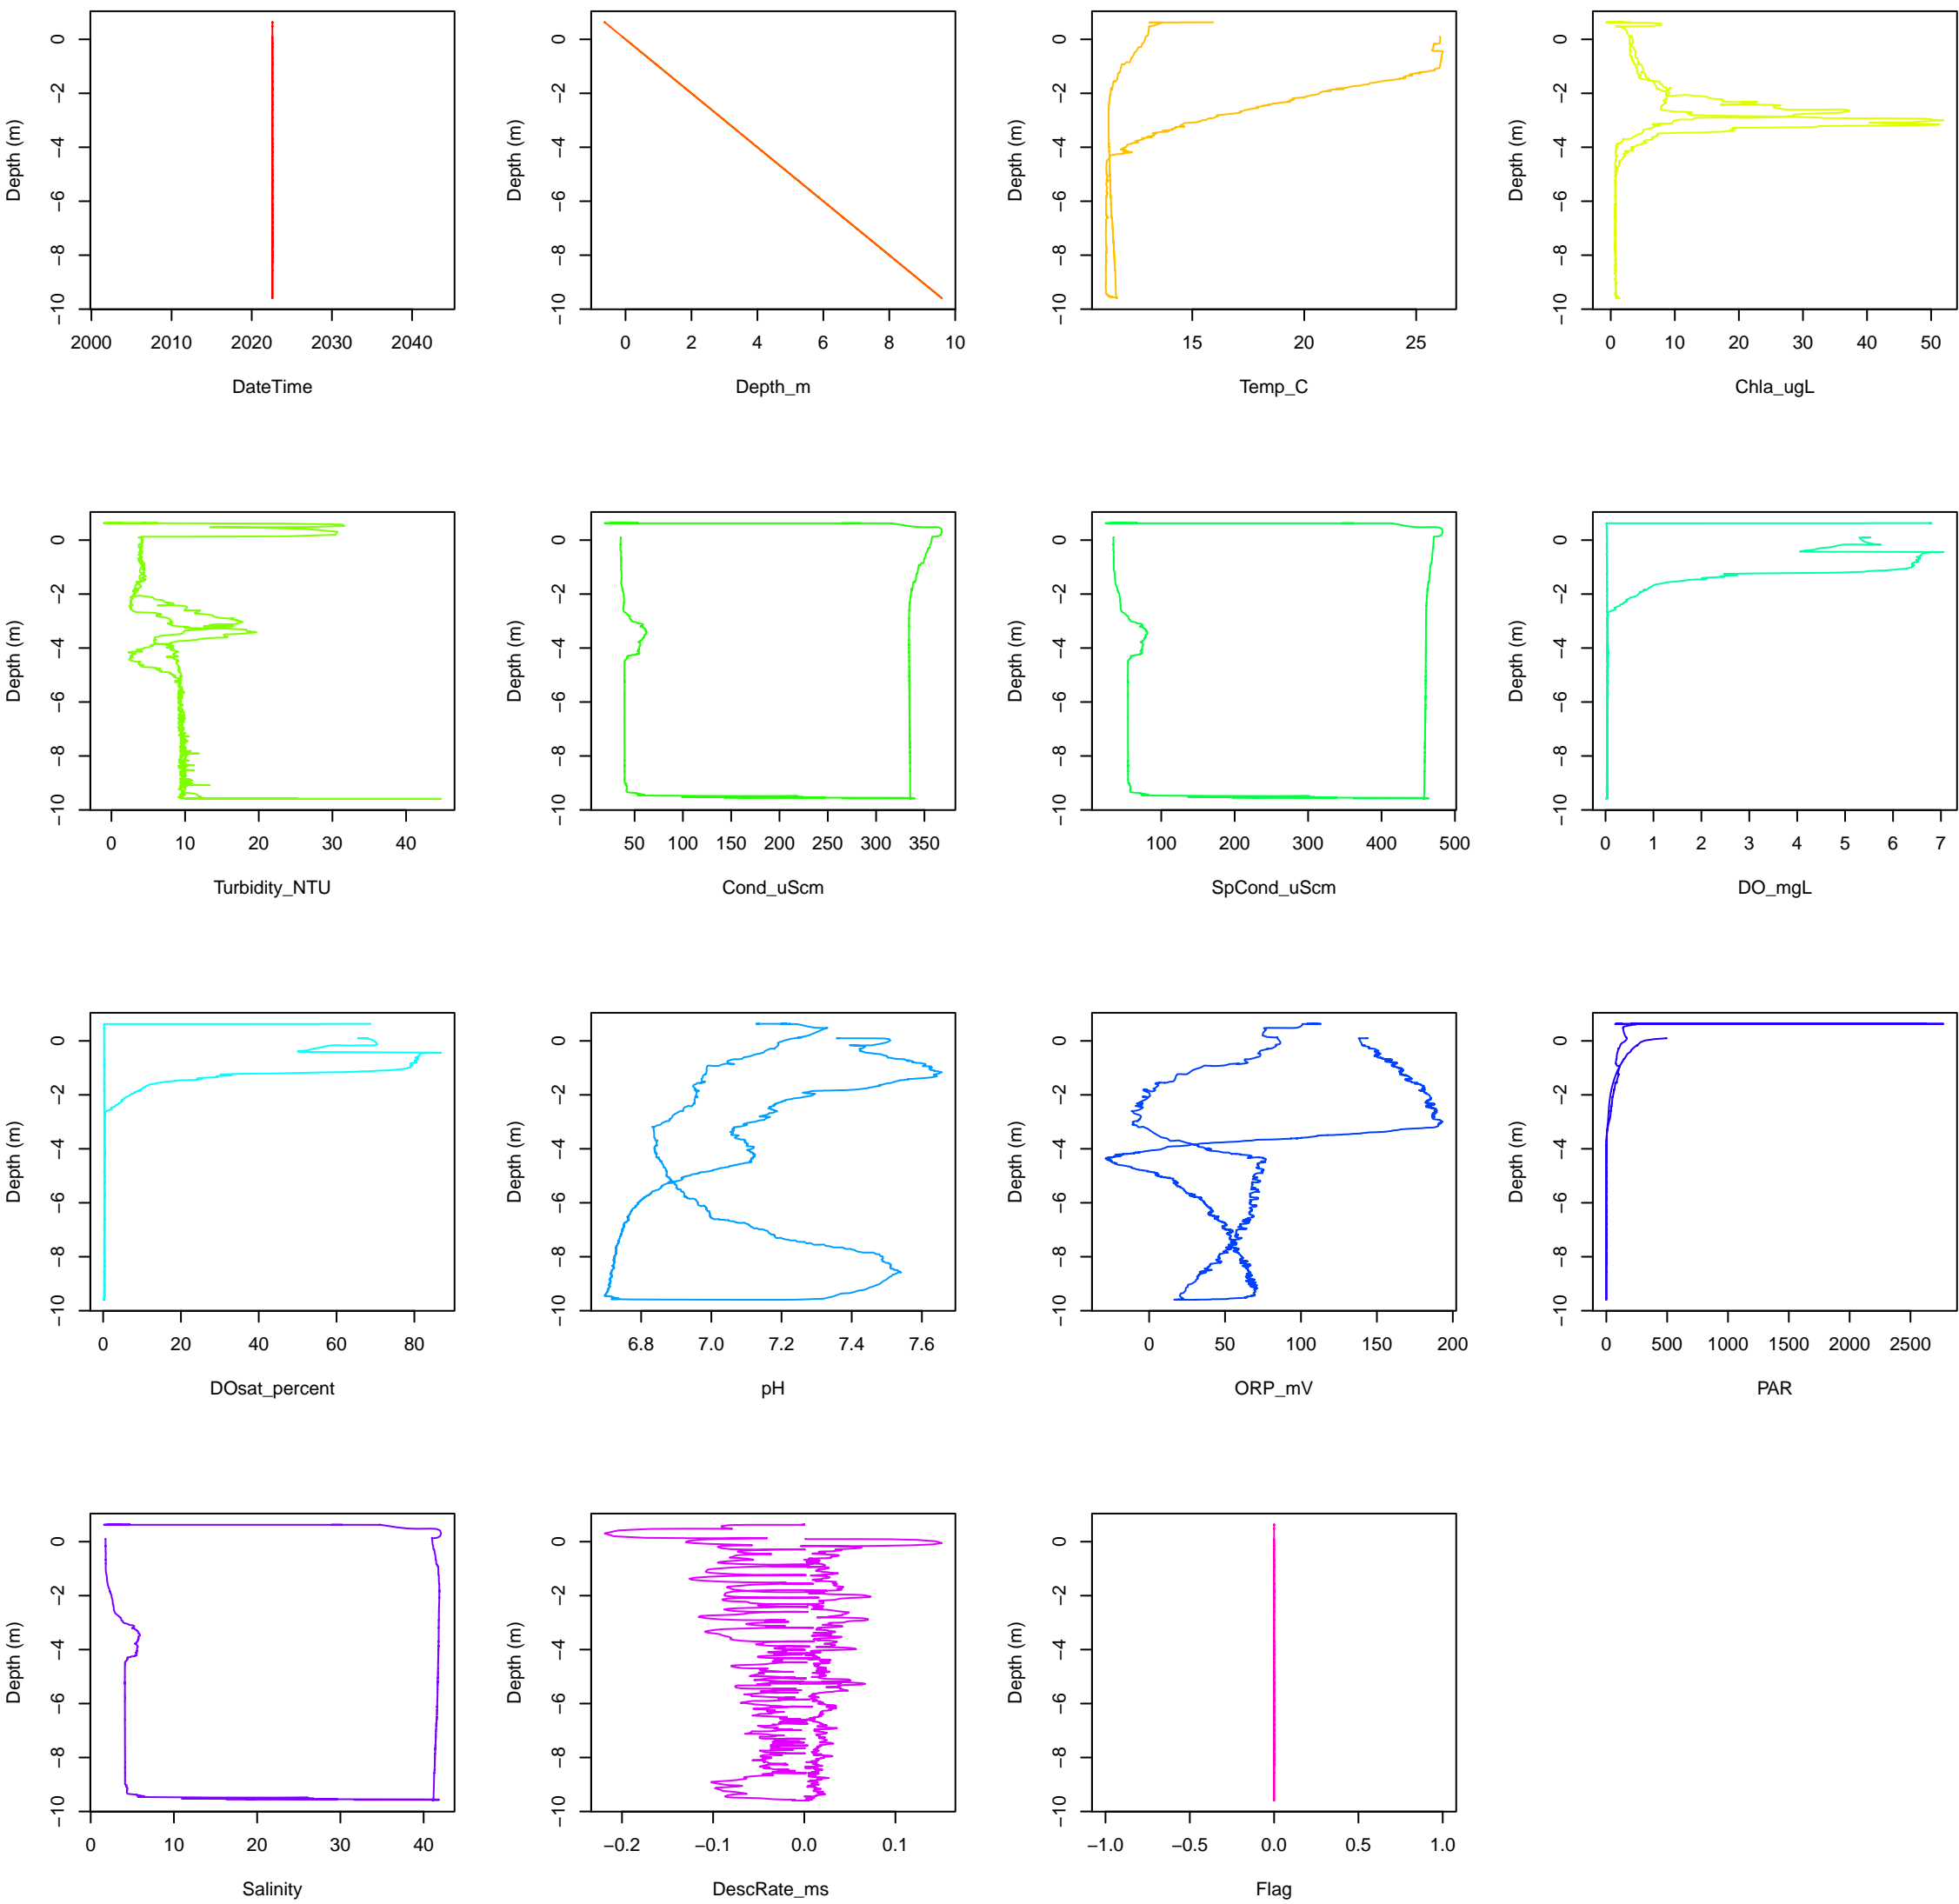 0
−2
−4
−6
−8
−10
Depth (m)
2000 2010 2020 2030 2040
DateTime
0
−2
−4
−6
−8
−10
Depth (m)
0 2 4 6 8 10
Depth_m
0
−2
−4
−6
−8
−10
Depth (m)
15 20 25
Temp_C
0
−2
−4
−6
−8
−10
Depth (m)
0 10 20 30 40 50
Chla_ugL
0
−2
−4
−6
−8
−10
Depth (m)
0 10 20 30 40
Turbidity_NTU
0
−2
−4
−6
−8
−10
Depth (m)
50 100 150 200 250 300 350
Cond_uScm
0
−2
−4
−6
−8
−10
Depth (m)
100 200 300 400 500
SpCond_uScm
0
−2
−4
−6
−8
−10
Depth (m)
0 1 2 3 4 5 6 7
DO_mgL
0
−2
−4
−6
−8
−10
Depth (m)
0 20 40 60 80
DOsat_percent
0
−2
−4
−6
−8
−10
Depth (m)
6.8 7.0 7.2 7.4 7.6
pH
0
−2
−4
−6
−8
−10
Depth (m)
0 50 100 150 200
ORP_mV
0
−2
−4
−6
−8
−10
Depth (m)
0 500 1000 1500 2000 2500
PAR
0
−2
−4
−6
−8
−10
Depth (m)
0 10 20 30 40
Salinity
0
−2
−4
−6
−8
−10
Depth (m)
−0.2 −0.1 0.0 0.1
DescRate_ms
0
−2
−4
−6
−8
−10
Depth (m)
−1.0 −0.5 0.0 0.5 1.0
Flag